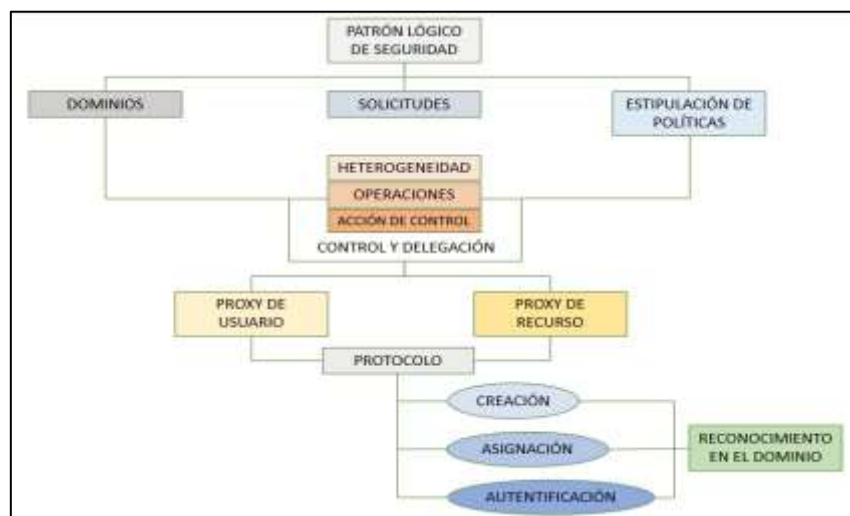 PATRÓN LÓGICO
DE SEGURIDAD
DOMINIOS
SOLICITUDES
ESTIPULACIÓN DE
POLÍTICAS
HETEROGENEIDAD
OPERACIONES
ACCIÓN DE CONTROL
CONTROL Y DELEGACIÓN
PROXY DE
USUARIO
PROXY DE
RECURSO
PROTOCOLO
CREACIÓN
ASIGNACIÓN
AUTENTIFICACIÓN
RECONOCIMIENTO
EN EL DOMINIO